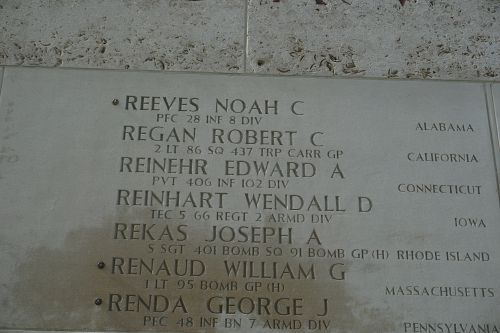 REEVES NOAH C
PFC 28 INF 8 DIV ALABAMA
REGAN ROBERT C
2 LT 86 SQ 437 TRP CARR GP CALIFORNIA
REINEHR EDWARD A
PVT 406 INF 102 DIV CONNECTICUT
REINHART WENDALL D
TEC 5 66 REGT 2 ARMD DIV IOWA
REKAS JOSEPH A
S SGT 401 BOMB SQ 91 BOMB GP (H) RHODE ISLAND
RENAUD WILLIAM G
1 LT 95 BOMB GP (H) MASSACHUSETTS
RENDA GEORGE J
PFC 48 INF BN 7 ARMD DIV PENNSYLVANIA